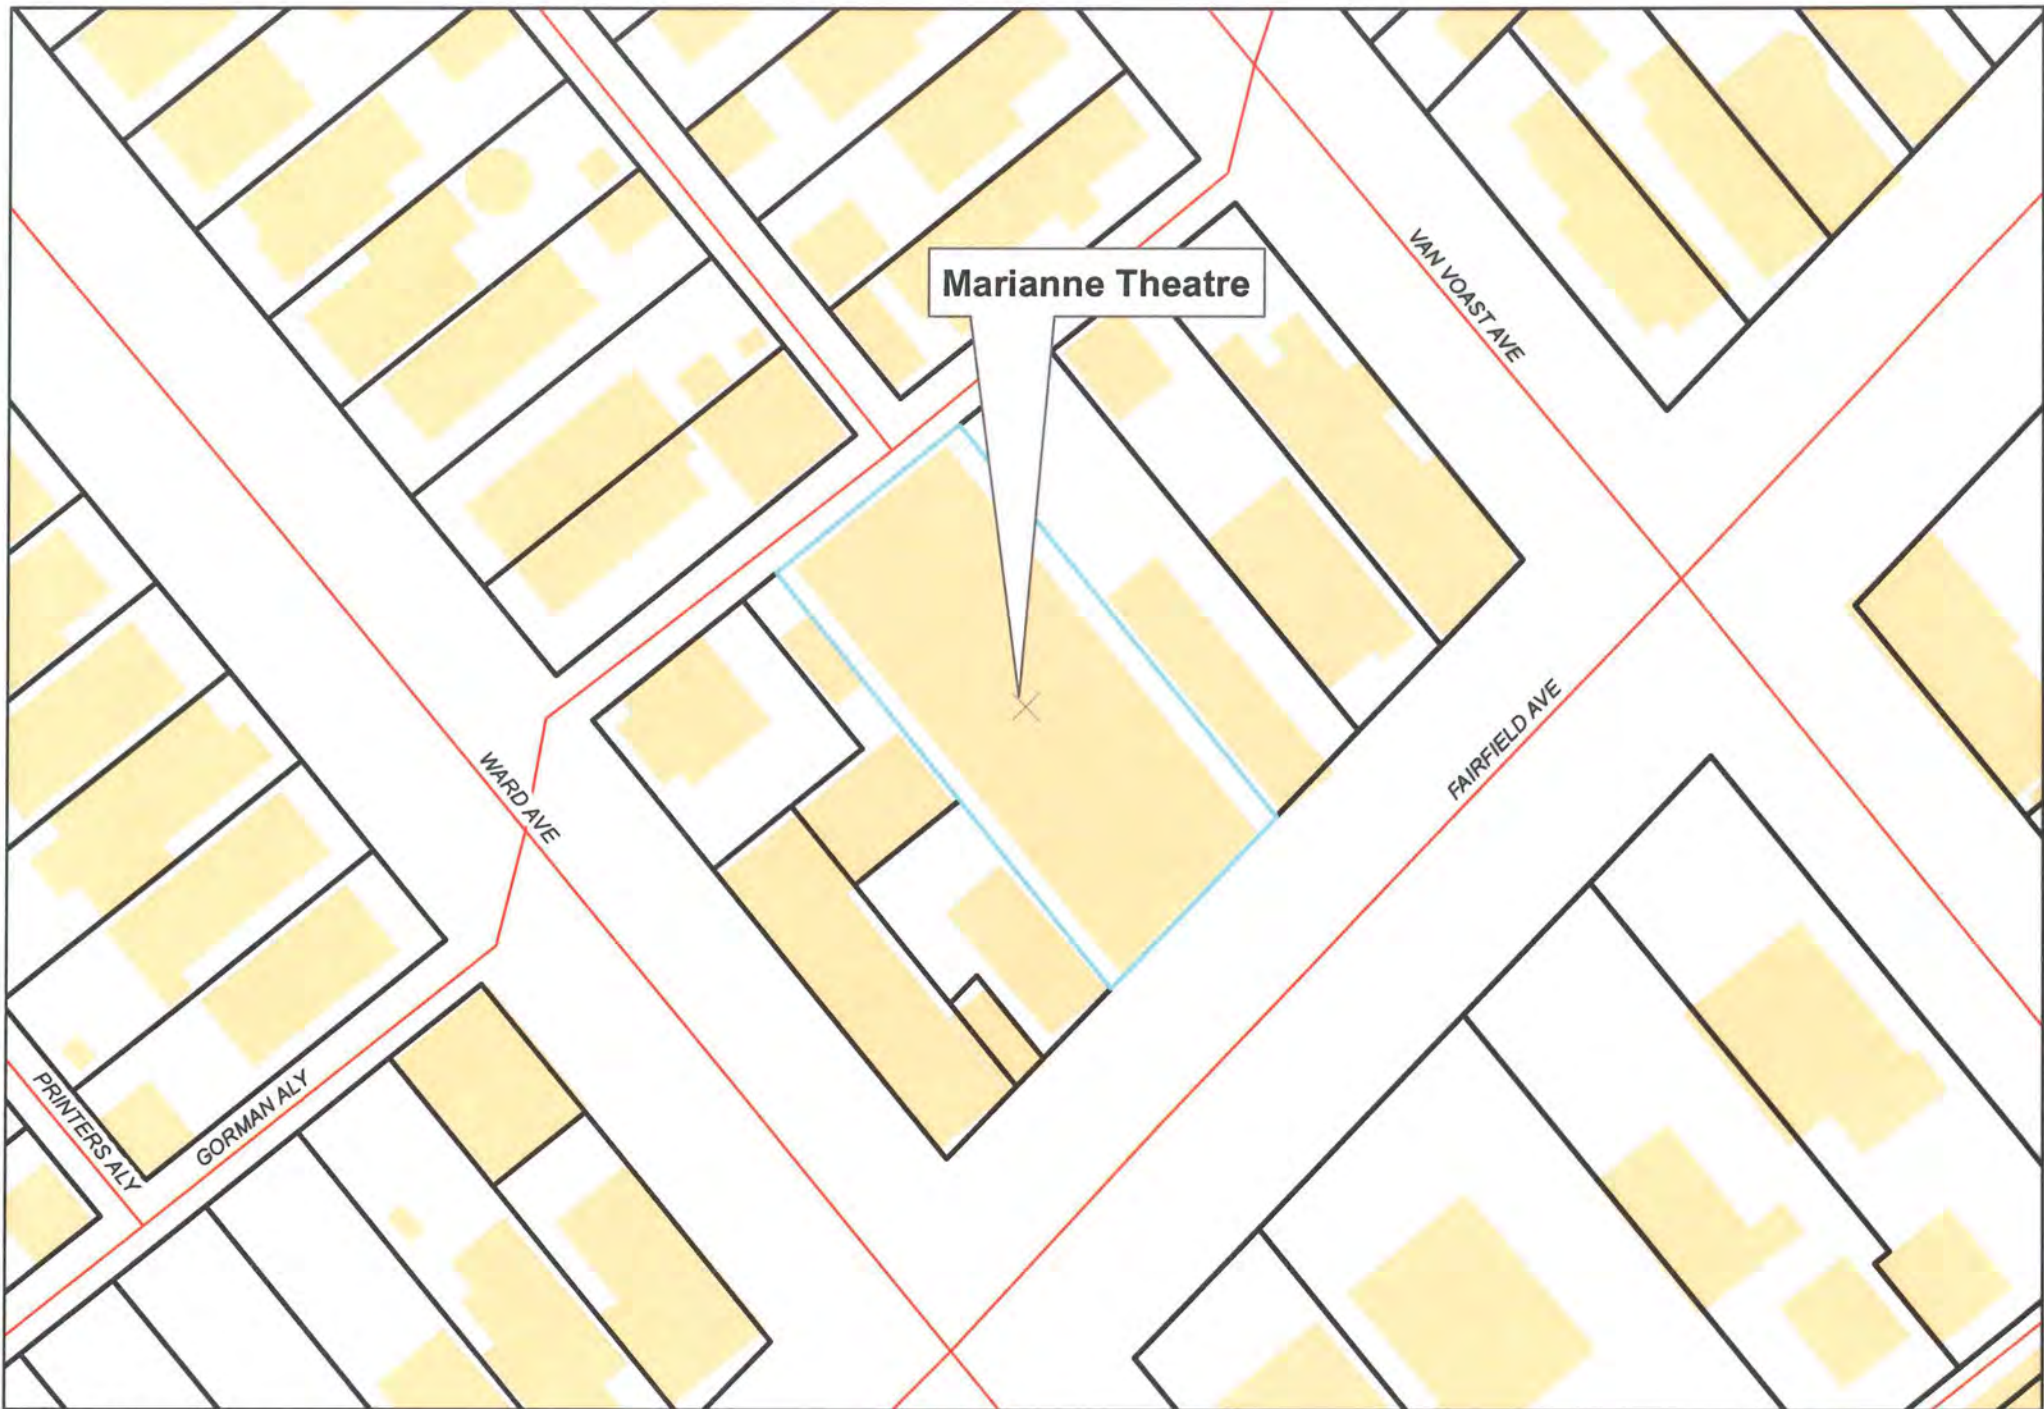 Marianne Theatre
VAN VOAST AVE
FAIRFIELD AVE
WARD AVE
GORMAN ALY
PRINTERS ALY